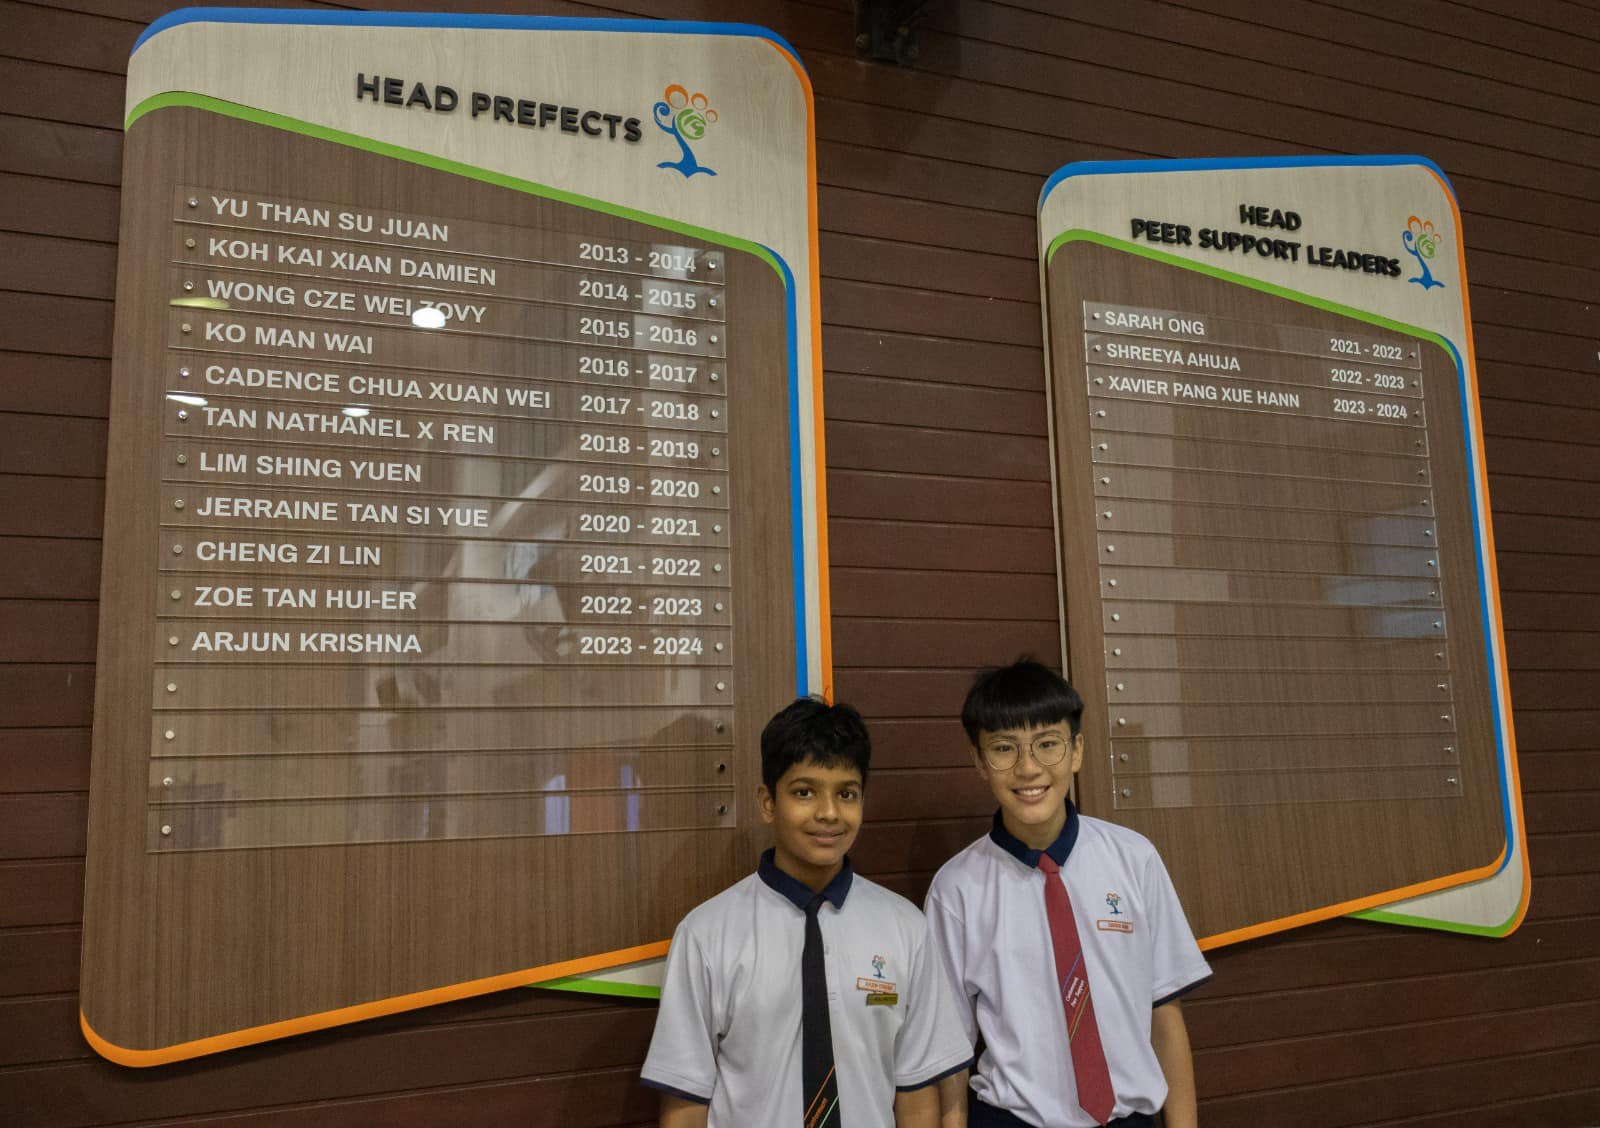 HEAD PREFECTS
YU THAN SU JUAN 2013 - 2014
KOH KAI XIAN DAMIEN 2014 - 2015
WONG CZE WEI ZOVY 2015 - 2016
KO MAN WAI 2016 - 2017
CADENCE CHUA XUAN WEI 2017 - 2018
TAN NATHANEL X REN 2018 - 2019
LIM SHING YUEN 2019 - 2020
JERRAINE TAN SI YUE 2020 - 2021
CHENG ZI LIN 2021 - 2022
ZOE TAN HUI-ER 2022 - 2023
ARJUN KRISHNA 2023 - 2024
HEAD
PEER SUPPORT LEADERS
SARAH ONG 2021 - 2022
SHREEYA AHUJA 2022 - 2023
XAVIER PANG XUE HANN 2023 - 2024
Peer Support